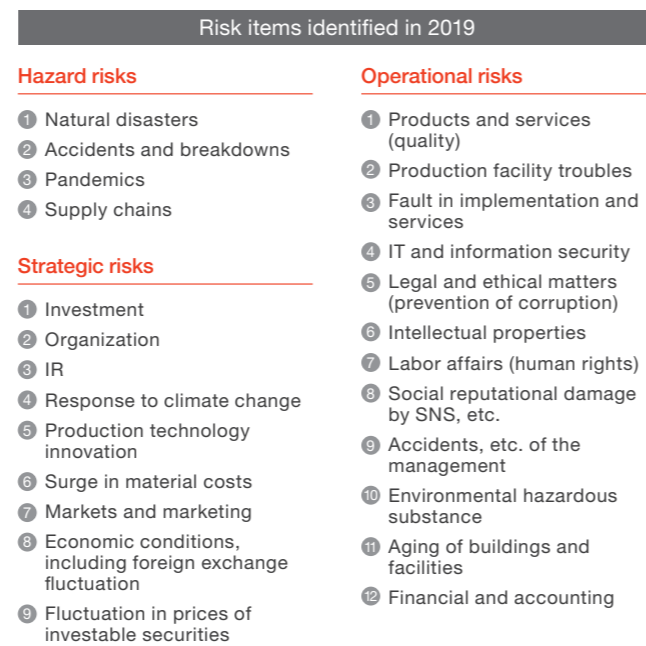 Risk items identified in 2019
Hazard risks
1 Natural disasters
2 Accidents and breakdowns
3 Pandemics
4 Supply chains
Strategic risks
1 Investment
2 Organization
3 IR
4 Response to climate change
5 Production technology
innovation
6 Surge in material costs
7 Markets and marketing
8 Economic conditions,
including foreign exchange
fluctuation
9 Fluctuation in prices of
investable securities
Operational risks
1 Products and services
(quality)
2 Production facility troubles
3 Fault in implementation and
services
4 IT and information security
5 Legal and ethical matters
(prevention of corruption)
6 Intellectual properties
7 Labor affairs (human rights)
8 Social reputational damage
by SNS, etc.
9 Accidents, etc. of the
management
10 Environmental hazardous
substance
11 Aging of buildings and
facilities
12 Financial and accounting